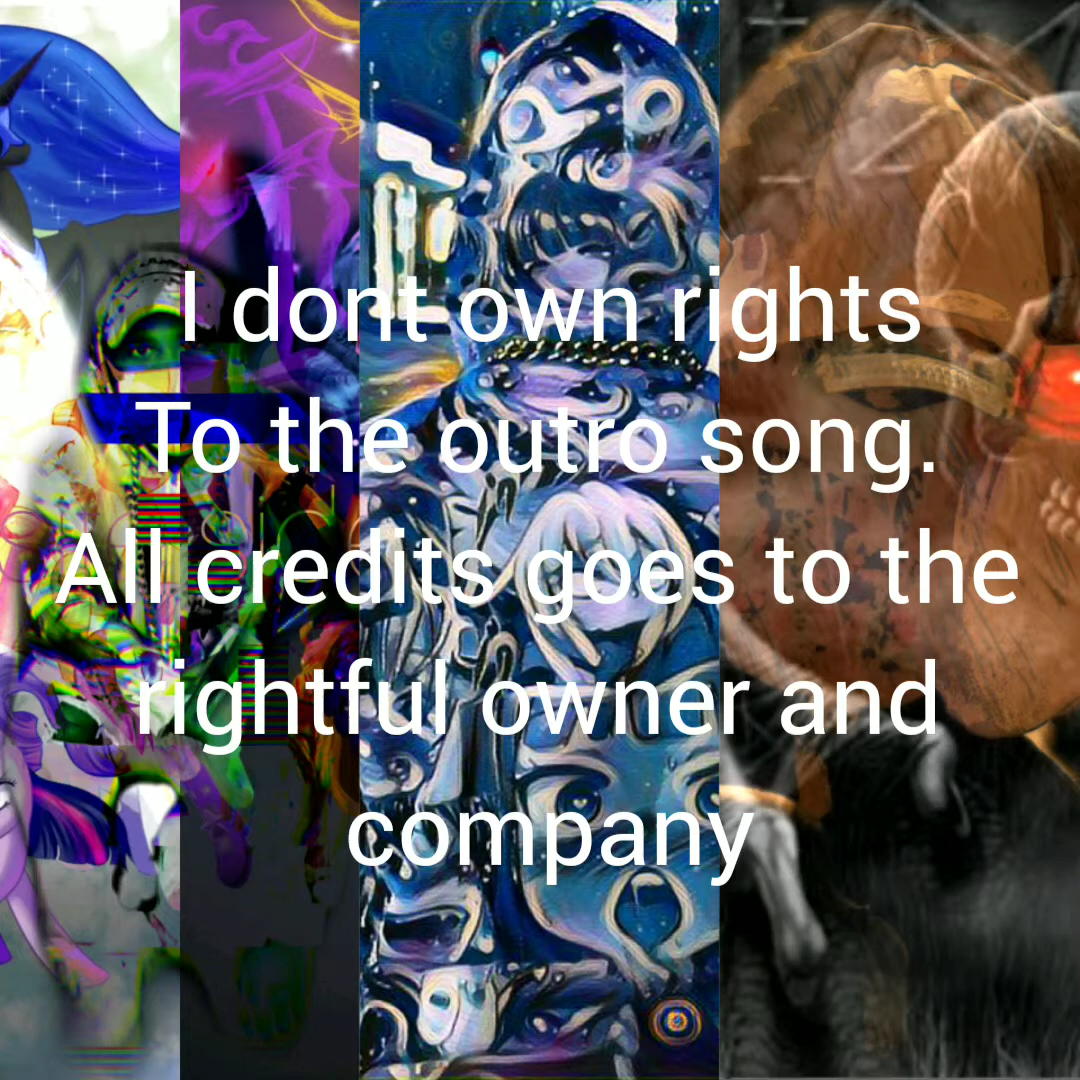 I dont own rights
To the outro song.
All credits goes to the
rightful owner and
company